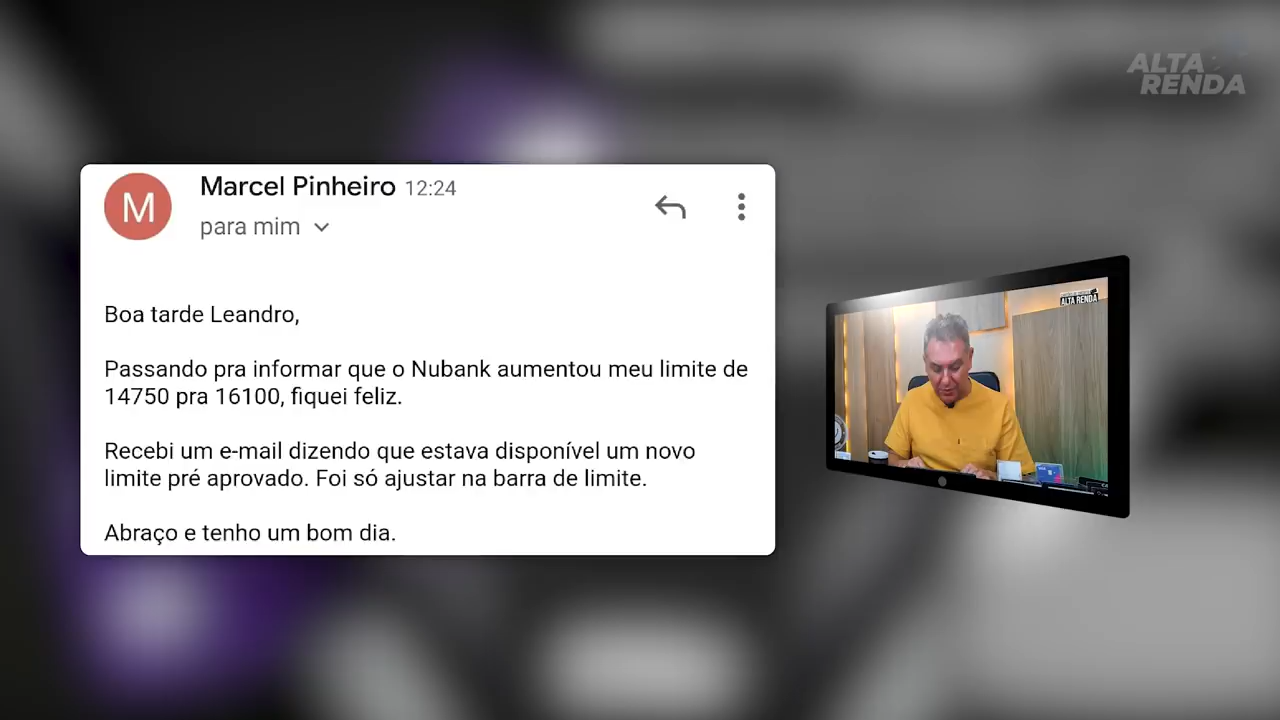 ALTA
RENDA
M
Marcel Pinheiro 12:24
para mim
Boa tarde Leandro,
Passando pra informar que o Nubank aumentou meu limite de
14750 pra 16100, fiquei feliz.
Recebi um e-mail dizendo que estava disponível um novo
limite pré aprovado. Foi só ajustar na barra de limite.
Abraço e tenho um bom dia.
ALTA RENDA